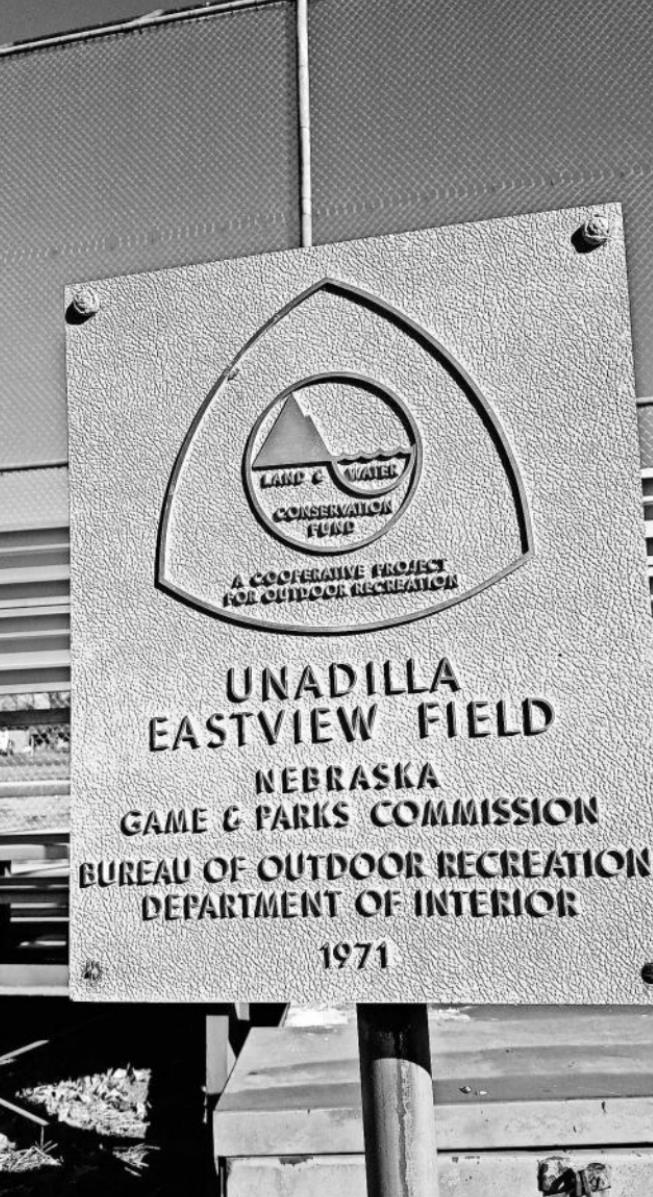 LAND & WATER
CONSERVATION
FUND
A COOPERATIVE PROJECT
FOR OUTDOOR RECREATION
UNADILLA
EASTVIEW FIELD
NEBRASKA
GAME & PARKS COMMISSION
BUREAU OF OUTDOOR RECREATION
DEPARTMENT OF INTERIOR
1971